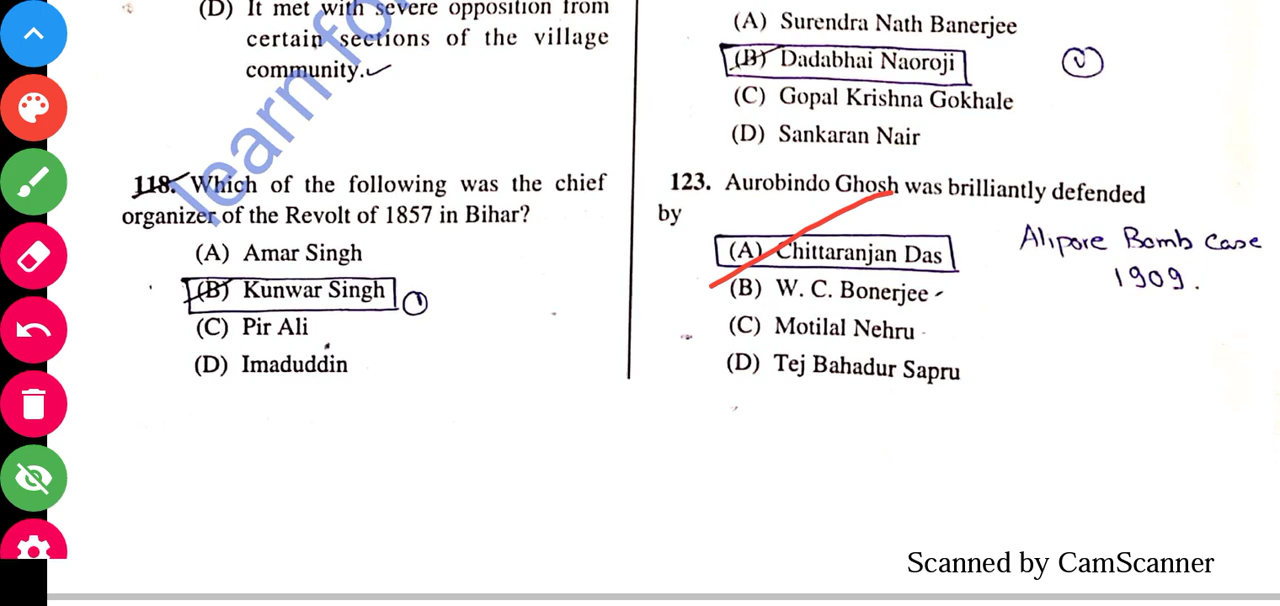 (D) It met with severe opposition from
certain sections of the village
community.
118. Which of the following was the chief
organizer of the Revolt of 1857 in Bihar?
(A) Amar Singh
(B) Kunwar Singh
(C) Pir Ali
(D) Imaduddin
(A) Surendra Nath Banerjee
(B) Dadabhai Naoroji
(C) Gopal Krishna Gokhale
(D) Sankaran Nair
123. Aurobindo Ghosh was brilliantly defended
by
(A) Chittaranjan Das
(B) W. C. Bonerjee
(C) Motilal Nehru
(D) Tej Bahadur Sapru
Alipore Bomb Case
1909.
learn fo
Scanned by CamScanner